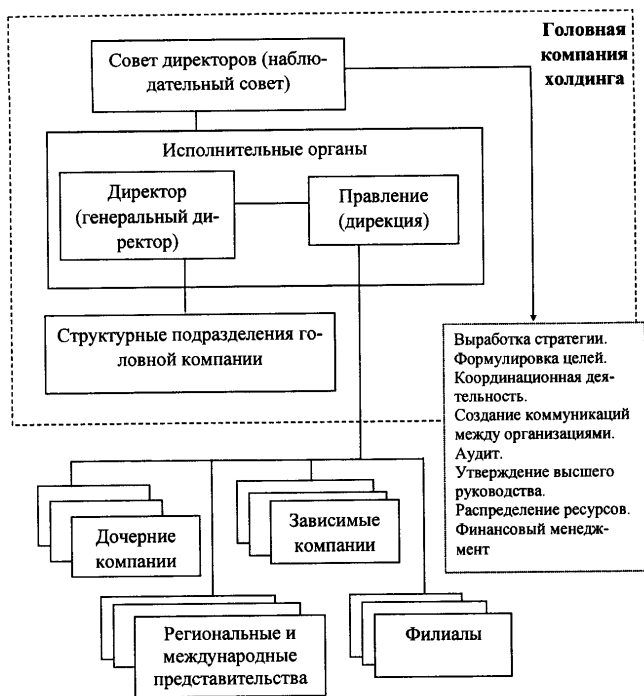 Головная
компания
холдинга
Совет директоров (наблю-
дательный совет)
Исполнительные органы
Директор
(генеральный ди-
ректор)
Правление
(дирекция)
Структурные подразделения го-
ловной компании
Выработка стратегии.
Формулировка целей.
Координационная дея-
тельность.
Создание коммуникаций
между организациями.
Аудит.
Утверждение высшего
руководства.
Распределение ресурсов.
Финансовый менедж-
мент
Дочерние
компании
Зависимые
компании
Региональные и
международные
представительства
Филиалы